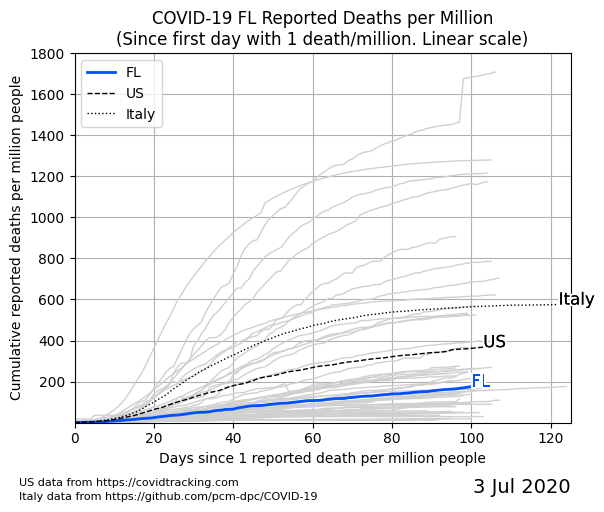 COVID-19 FL Reported Deaths per Million
(Since first day with 1 death/million. Linear scale)
Cumulative reported deaths per million people
1800
1600
1400
1200
1000
800
600
400
200
FL
US
Italy
Italy
US
FL
0 20 40 60 80 100 120
Days since 1 reported death per million people
US data from https://covidtracking.com
Italy data from https://github.com/pcm-dpc/COVID-19
3 Jul 2020